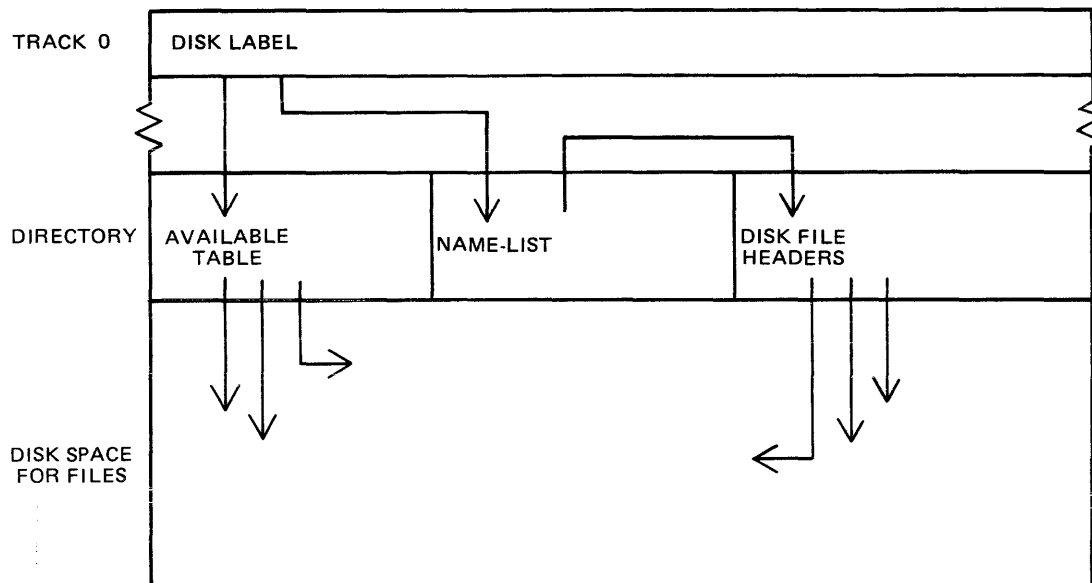 TRACK 0
DISK LABEL
DIRECTORY
AVAILABLE
TABLE
NAME-LIST
DISK FILE
HEADERS
DISK SPACE
FOR FILES